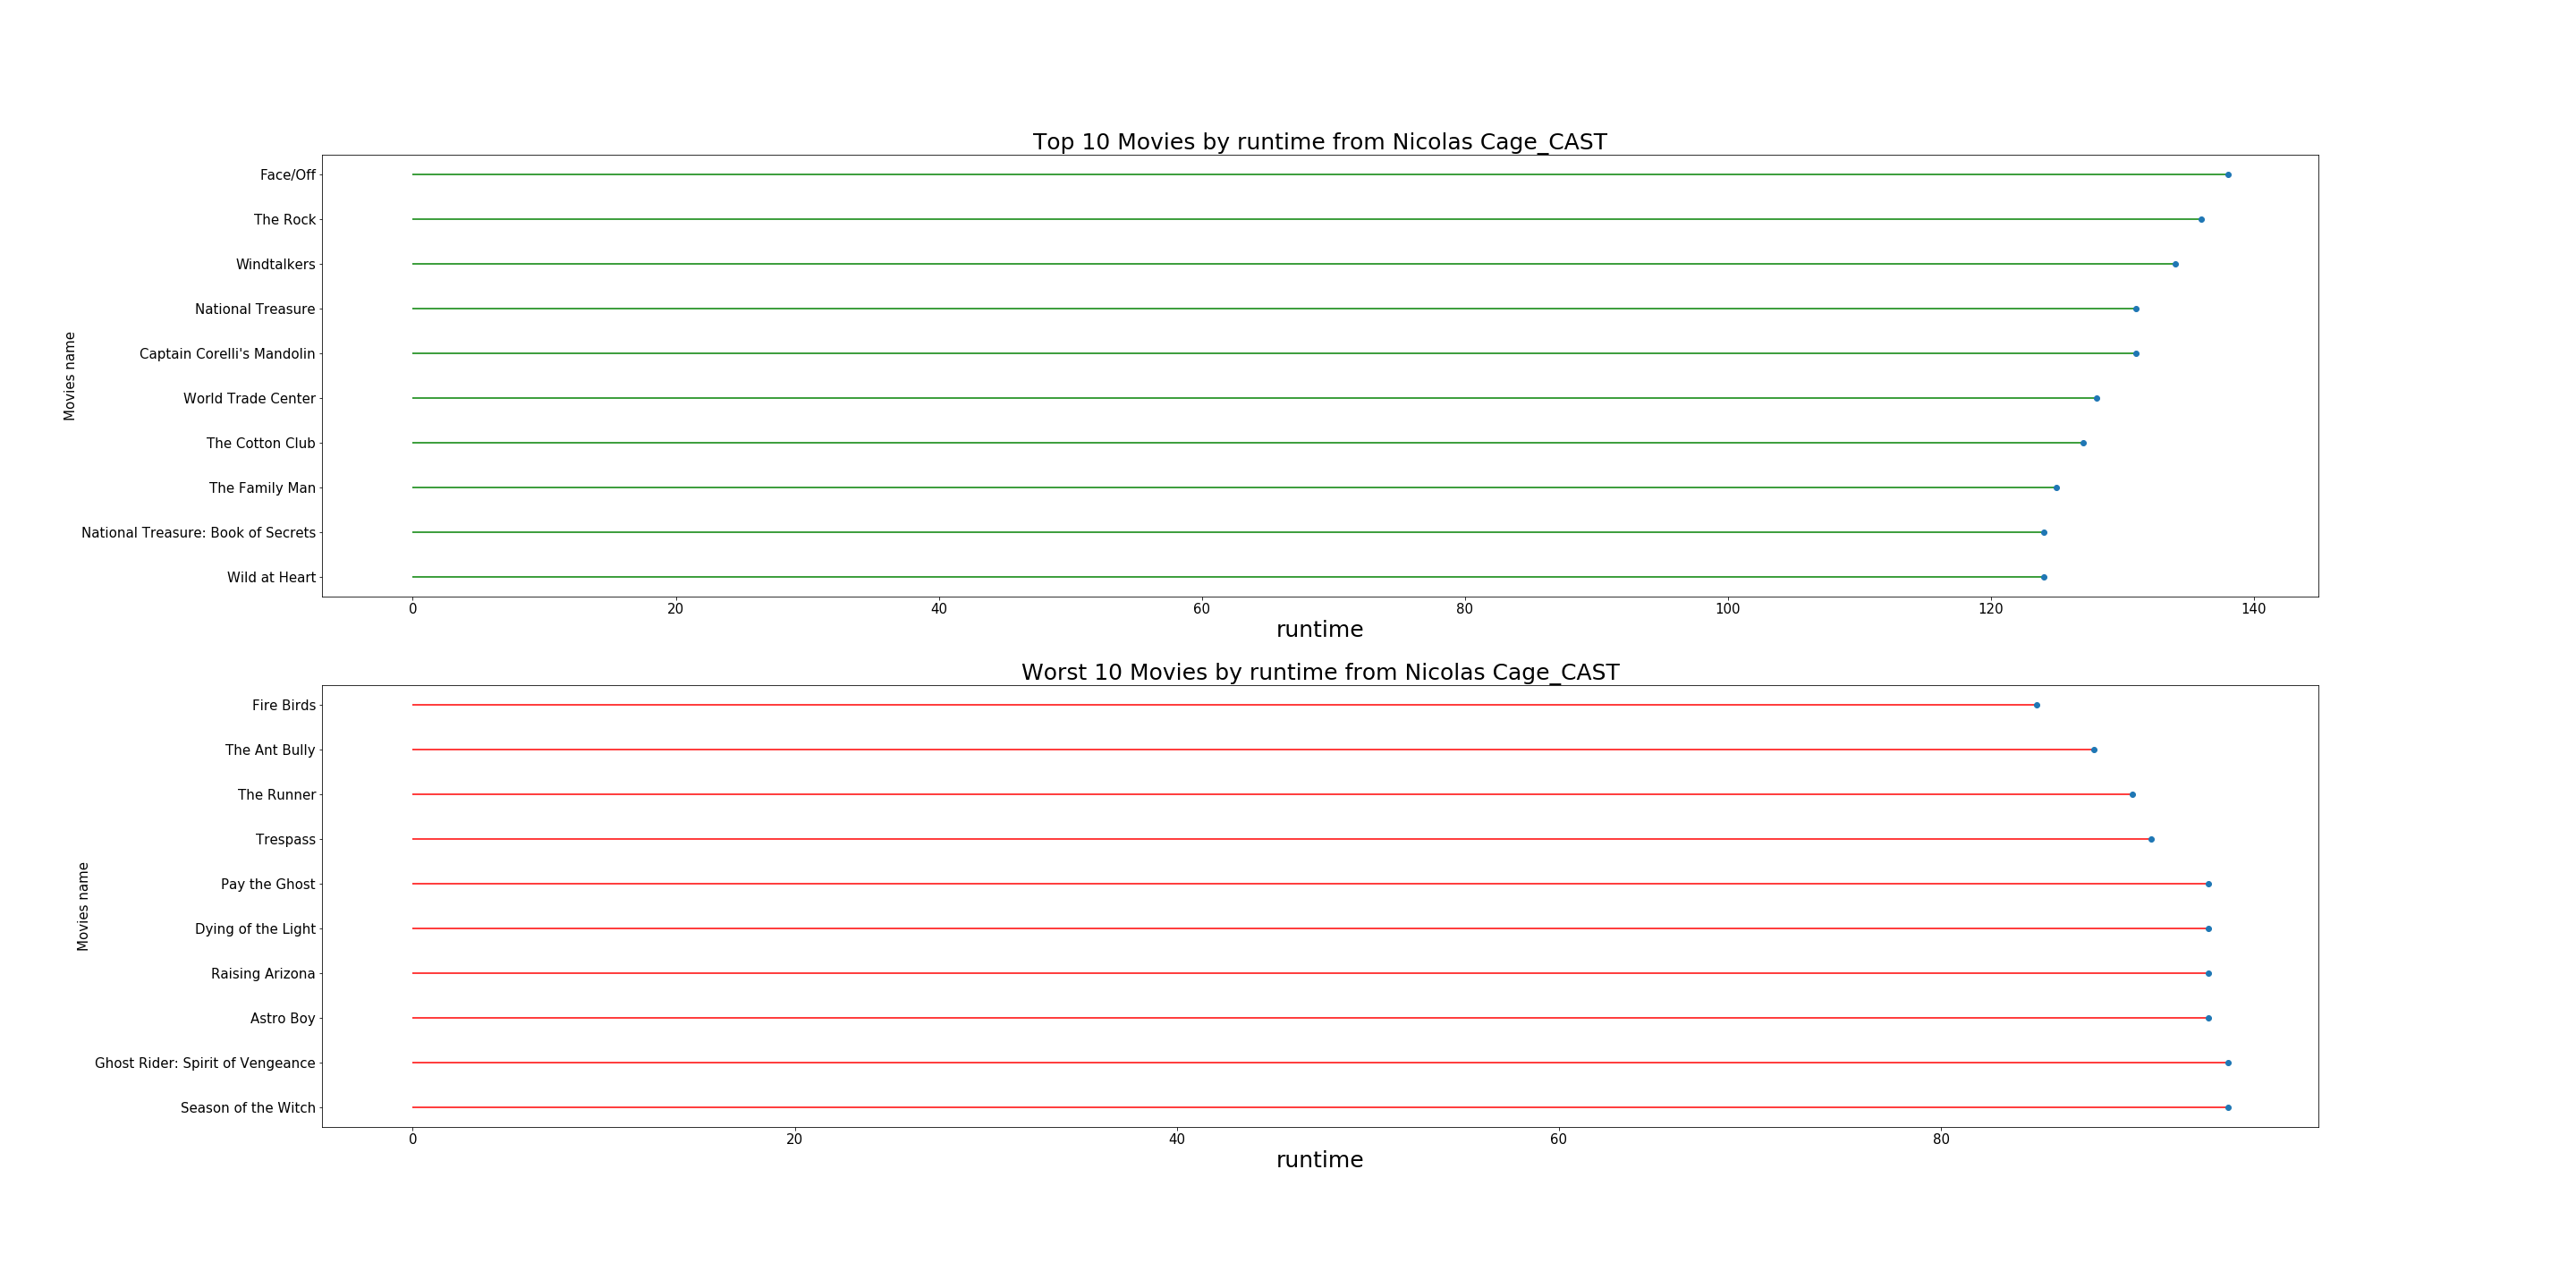 Top 10 Movies by runtime from Nicolas Cage_CAST
Movies name
Face/Off
The Rock
Windtalkers
National Treasure
Captain Corelli's Mandolin
World Trade Center
The Cotton Club
The Family Man
National Treasure: Book of Secrets
Wild at Heart
0 20 40 60 80 100 120 140
runtime
Worst 10 Movies by runtime from Nicolas Cage_CAST
Movies name
Fire Birds
The Ant Bully
The Runner
Trespass
Pay the Ghost
Dying of the Light
Raising Arizona
Astro Boy
Ghost Rider: Spirit of Vengeance
Season of the Witch
0 20 40 60 80
runtime